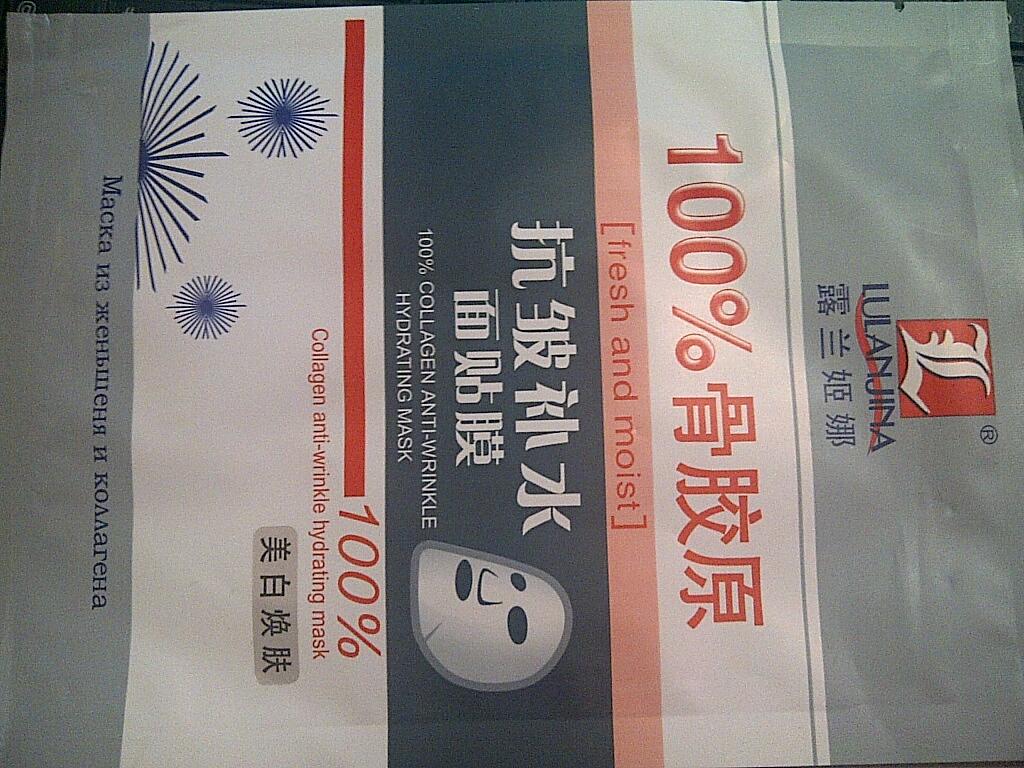 ®
LULANJINA
露兰姬娜
100%骨胶原
[fresh and moist]
抗皱补水
面贴膜
100% COLLAGEN ANTI-WRINKLE
HYDRATING MASK
100%
Collagen anti-wrinkle hydrating mask
美白焕肤
Маска из женьшеня и коллагена